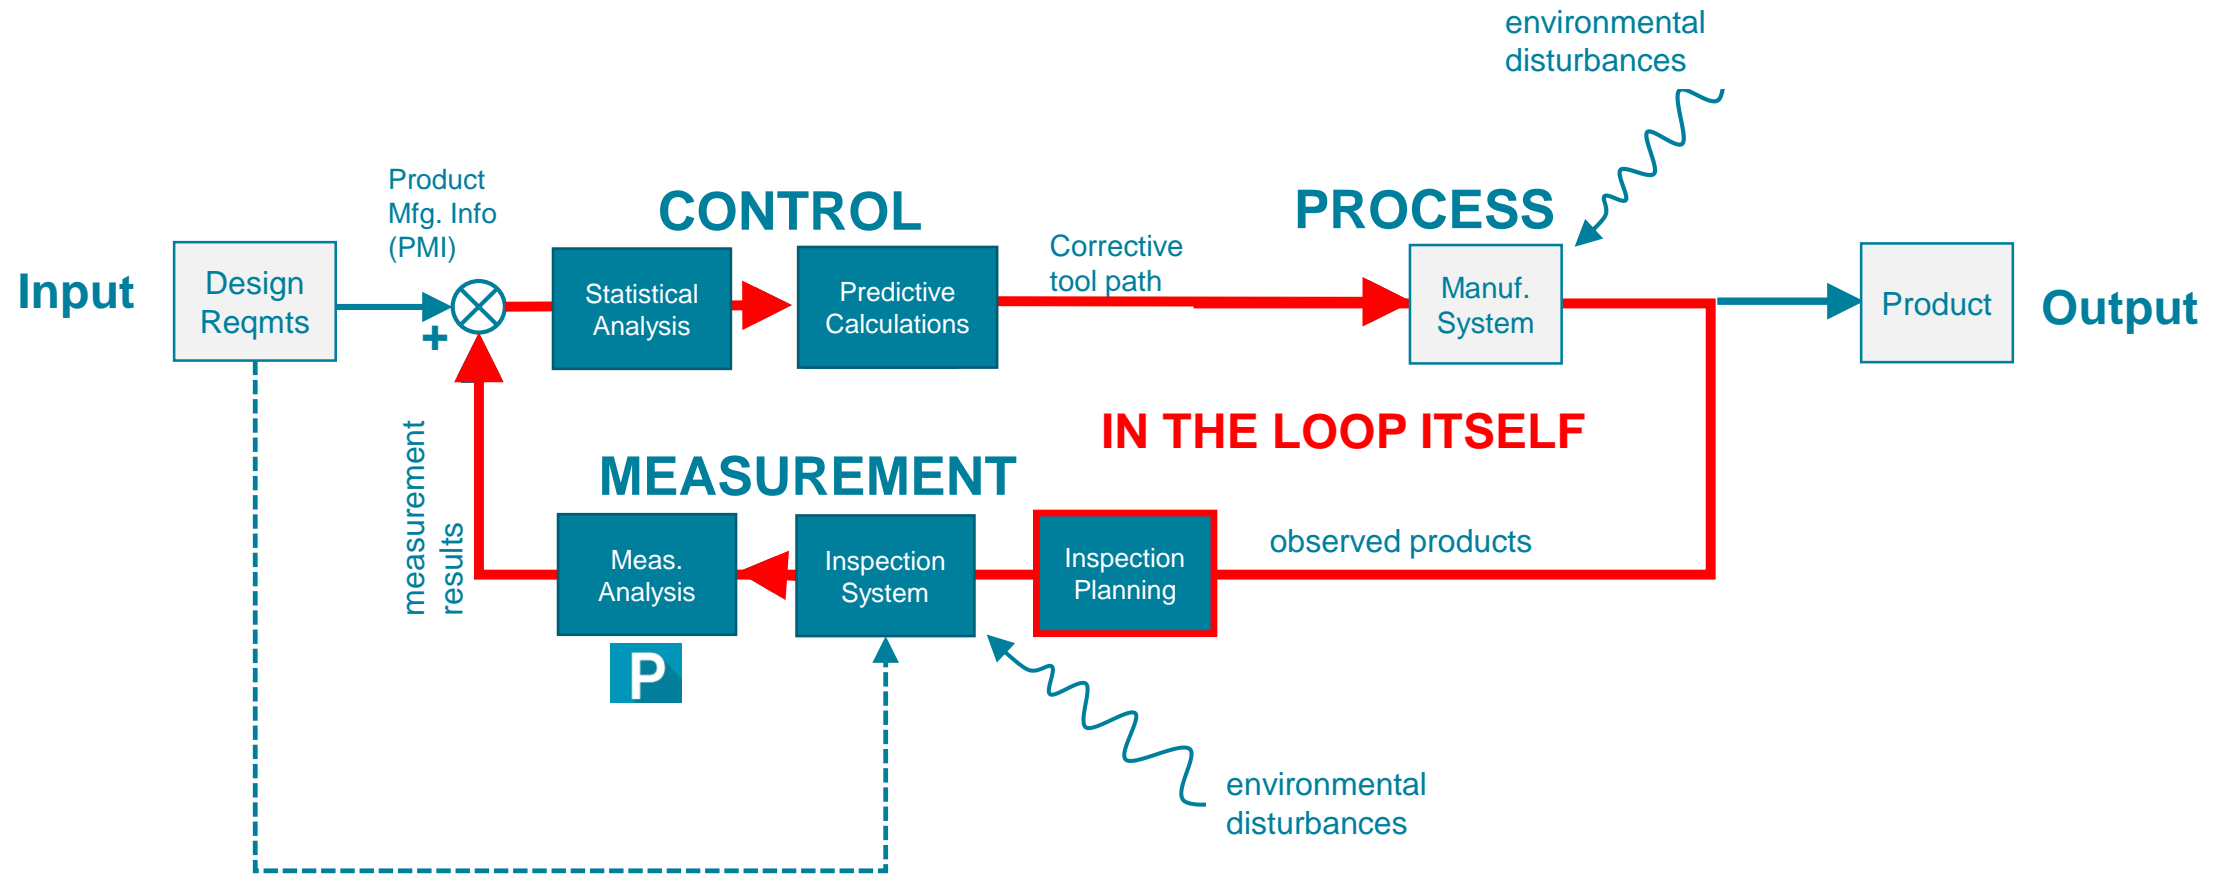 environmental
disturbances
Product
Mfg. Info
(PMI)
CONTROL
PROCESS
Input
Design
Reqmts
+
Statistical
Analysis
Predictive
Calculations
Corrective
tool path
Manuf.
System
Product
Output
IN THE LOOP ITSELF
MEASUREMENT
measurement
results
Meas.
Analysis
P
Inspection
System
Inspection
Planning
observed products
environmental
disturbances